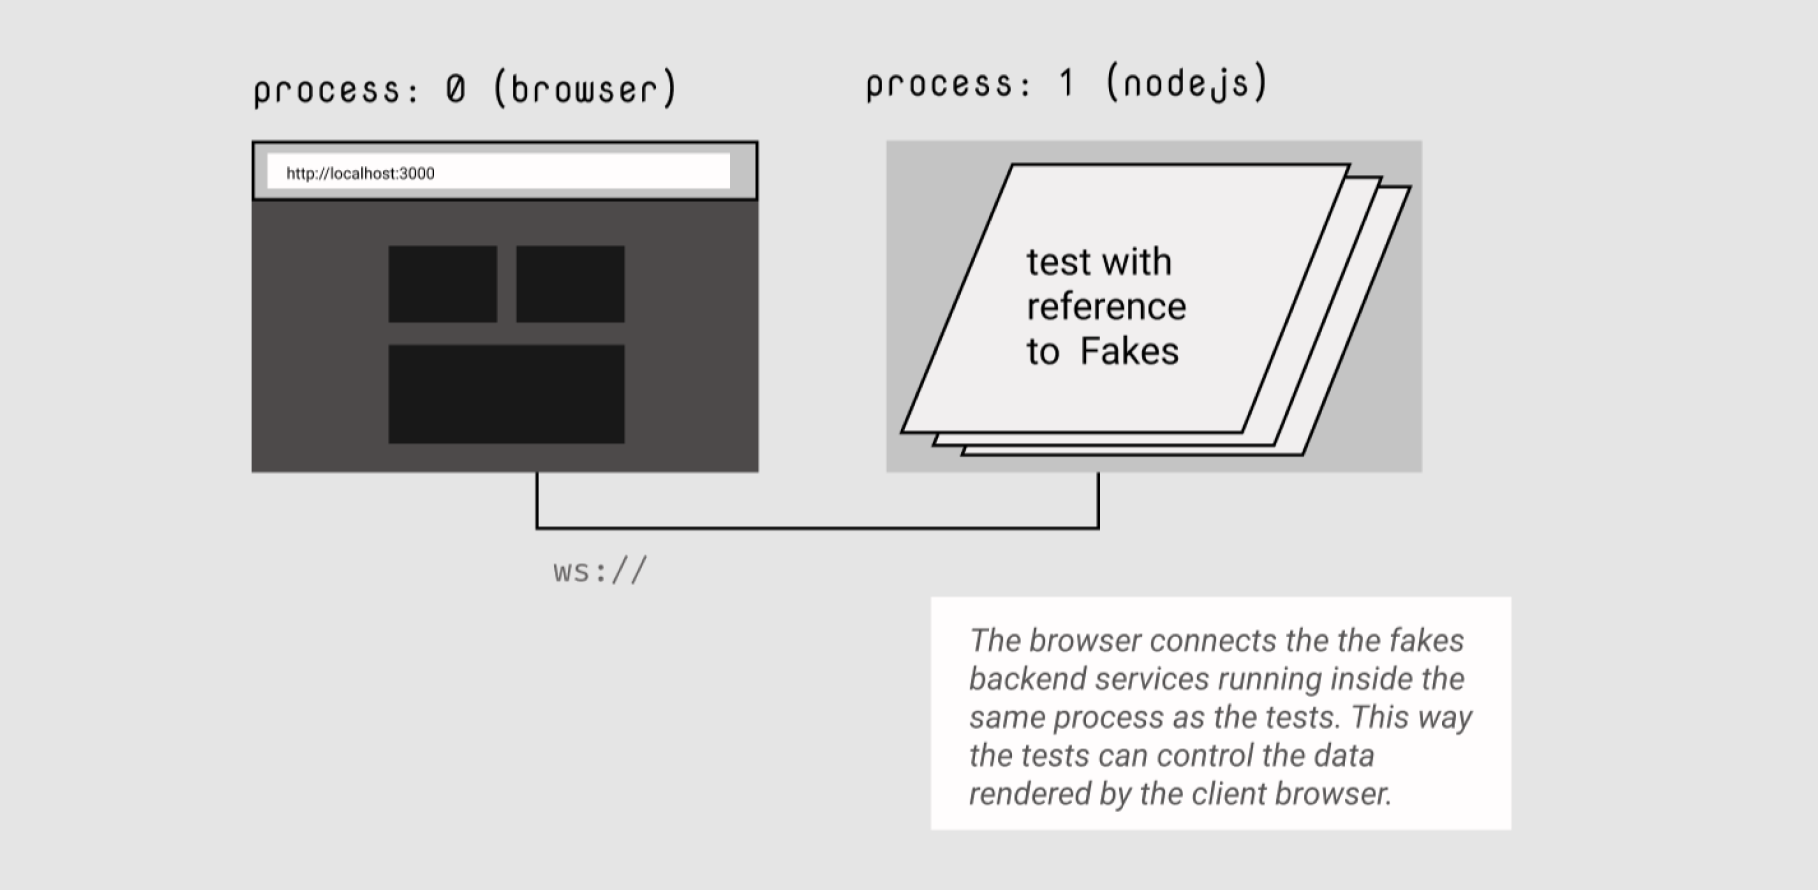 process: 0 (browser)
process: 1 (nodejs)
http://localhost:3000
test with
reference
to Fakes
ws://
The browser connects the the fakes
backend services running inside the
same process as the tests. This way
the tests can control the data
rendered by the client browser.